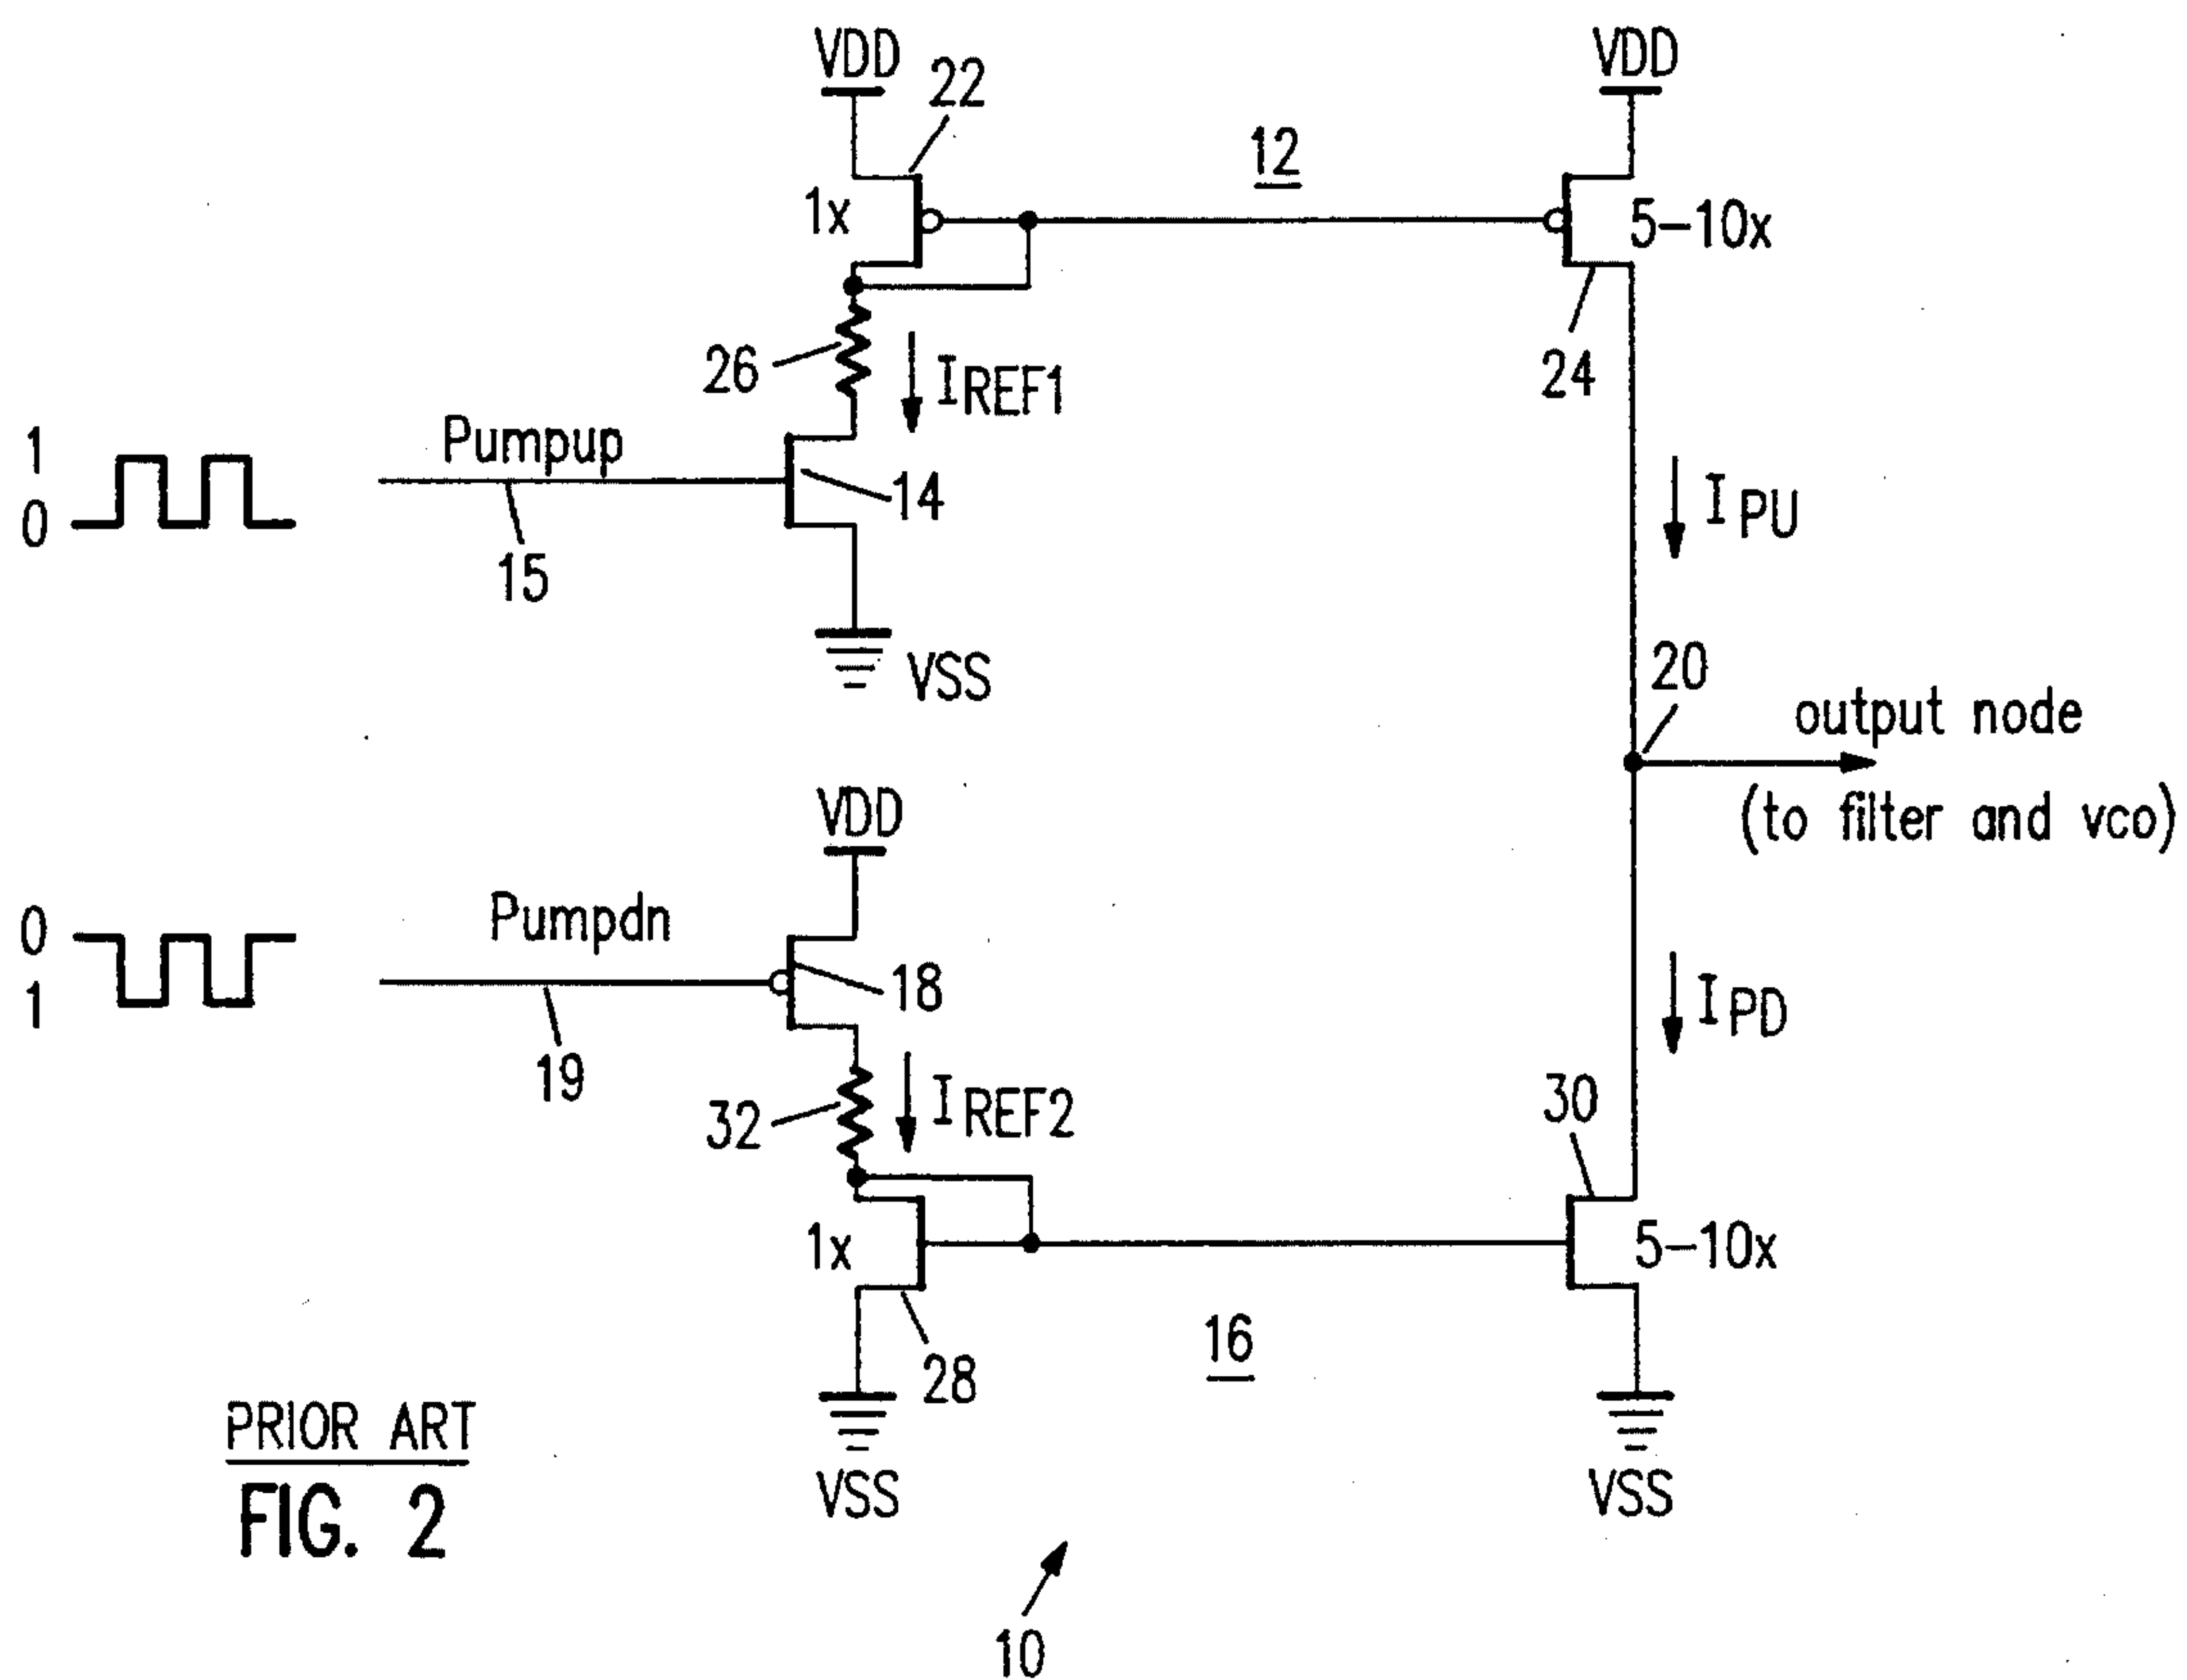 VDD
22
VDD
12
1x
5-10x
26
IREF1
24
1
0
Pumpup
14
15
IPU
VSS
20
output node
(to filter and vco)
VDD
0
1
Pumpdn
18
19
IPD
32
IREF2
30
1x
5-10x
16
28
VSS
VSS
PRIOR ART
FIG. 2
10